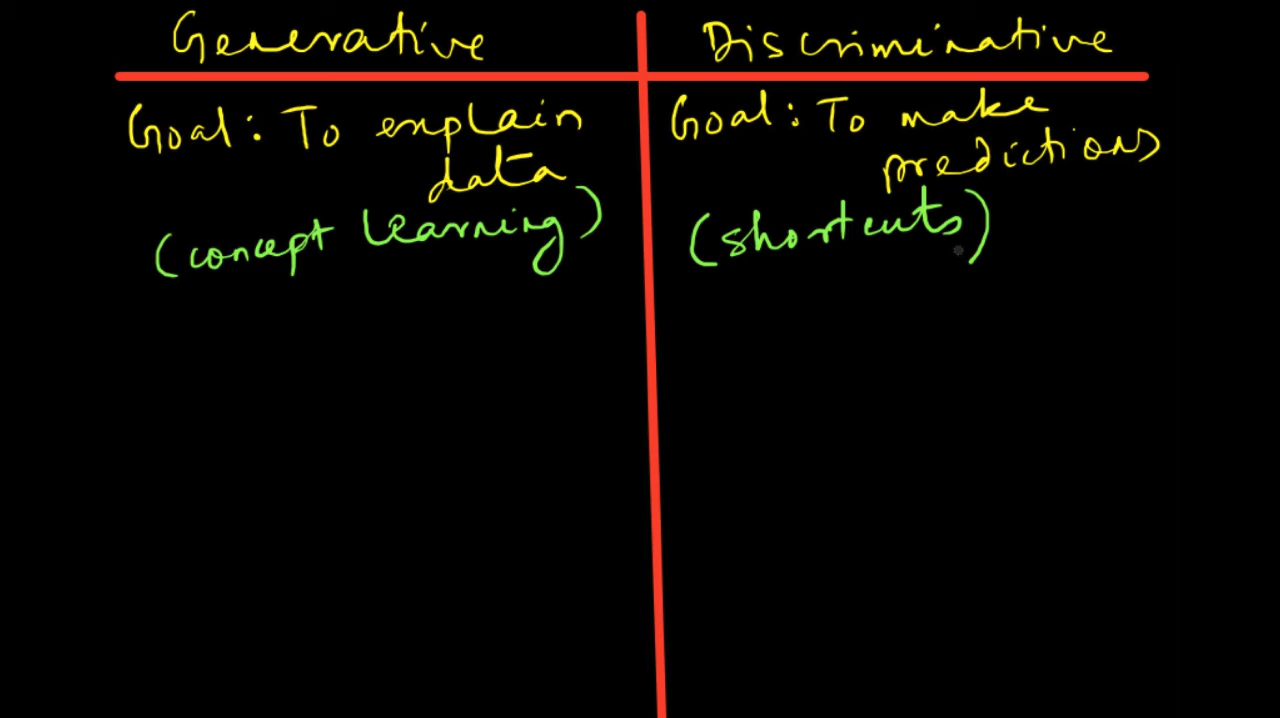 Generative
Discriminative
Goal: To explain
data
(concept learning)
Goal: To make
predictions
(shortcuts)